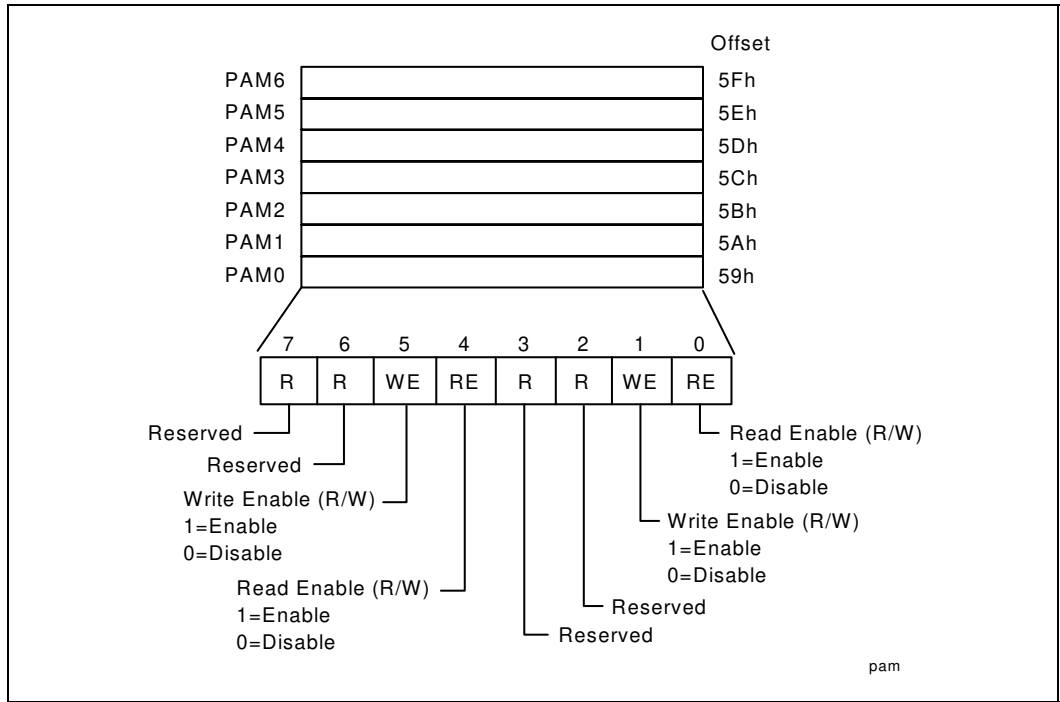 Offset
PAM6 5Fh
PAM5 5Eh
PAM4 5Dh
PAM3 5Ch
PAM2 5Bh
PAM1 5Ah
PAM0 59h
7 6 5 4 3 2 1 0
R R WE RE R R WE RE
Reserved
Reserved
Write Enable (R/W)
1=Enable
0=Disable
Read Enable (R/W)
1=Enable
0=Disable
Read Enable (R/W)
1=Enable
0=Disable
Write Enable (R/W)
1=Enable
0=Disable
Reserved
Reserved
pam